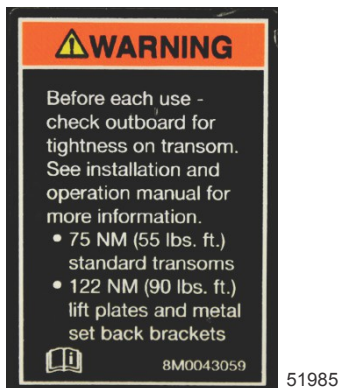 WARNING
Before each use -
check outboard for
tightness on transom.
See installation and
operation manual for
more information.
• 75 NM (55 lbs. ft.)
standard transoms
• 122 NM (90 lbs. ft.)
lift plates and metal
set back brackets
8M0043059
51985